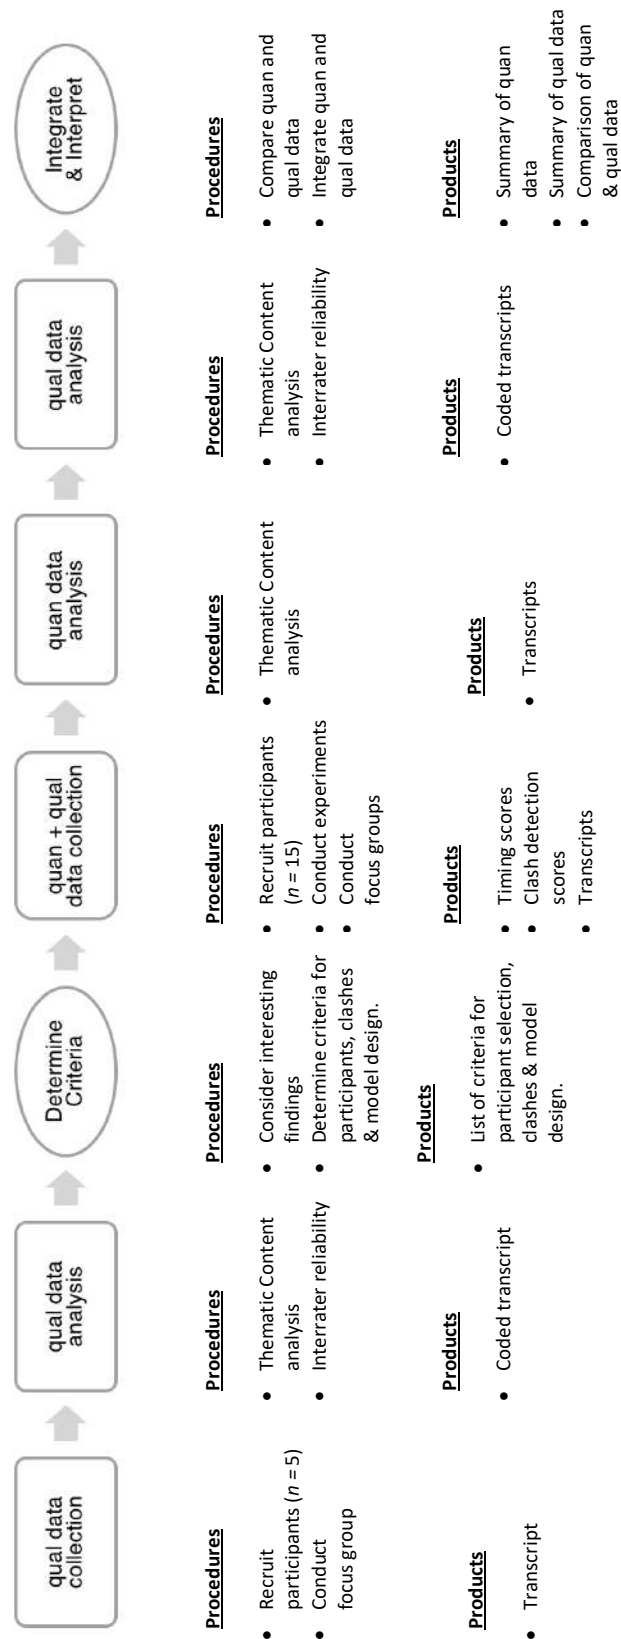 qual data
collection
Procedures
• Recruit
participants (n = 5)
• Conduct
focus group
Products
• Transcript
qual data
analysis
Procedures
• Thematic Content
analysis
• Interrater reliability
Products
• Coded transcript
Determine
Criteria
Procedures
• Consider interesting
findings
• Determine criteria for
participants, clashes
& model design.
Products
• List of criteria for
participant selection,
clashes & model
design.
quan + qual
data collection
Procedures
• Recruit participants
(n = 15)
• Conduct experiments
• Conduct
focus groups
Products
• Timing scores
• Clash detection
scores
• Transcripts
quan data
analysis
Procedures
• Thematic Content
analysis
Products
• Transcripts
qual data
analysis
Procedures
• Thematic Content
analysis
• Interrater reliability
Products
• Coded transcripts
Integrate
& Interpret
Procedures
• Compare quan and
qual data
• Integrate quan and
qual data
Products
• Summary of quan
data
• Summary of qual data
• Comparison of quan
& qual data